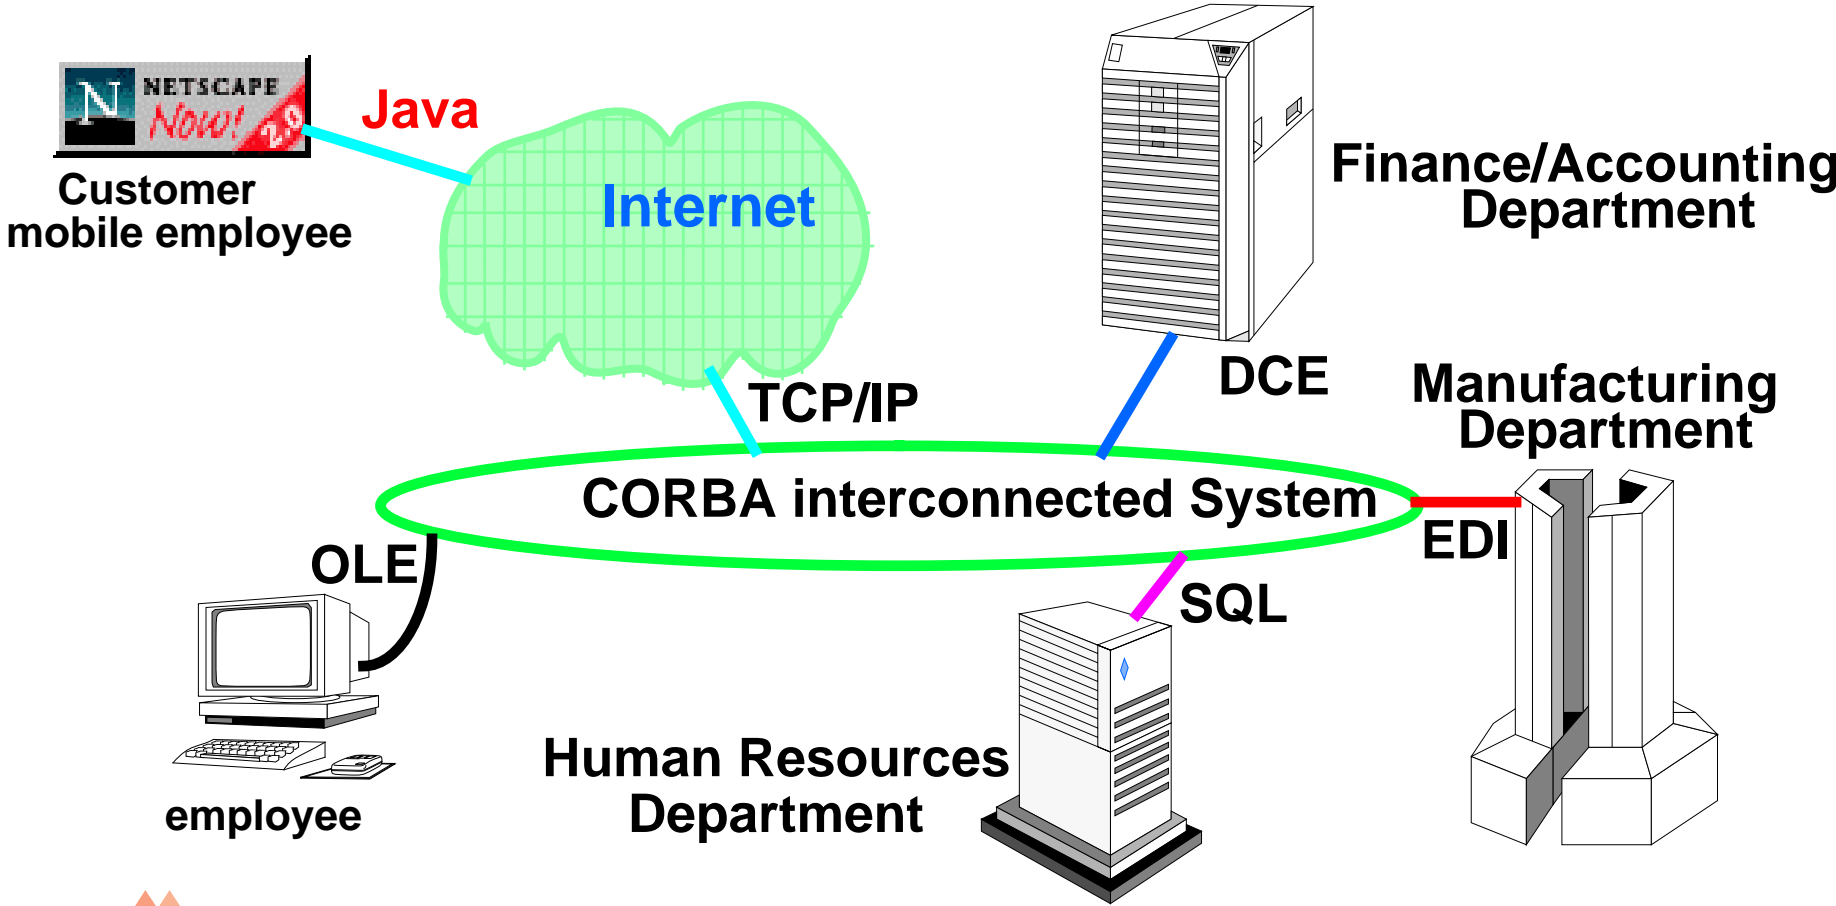 N
NETSCAPE
Now! 2.0
Java
Customer
mobile employee
Internet
Finance/Accounting
Department
TCP/IP
DCE
Manufacturing
Department
CORBA interconnected System
EDI
OLE
SQL
Human Resources
Department
employee